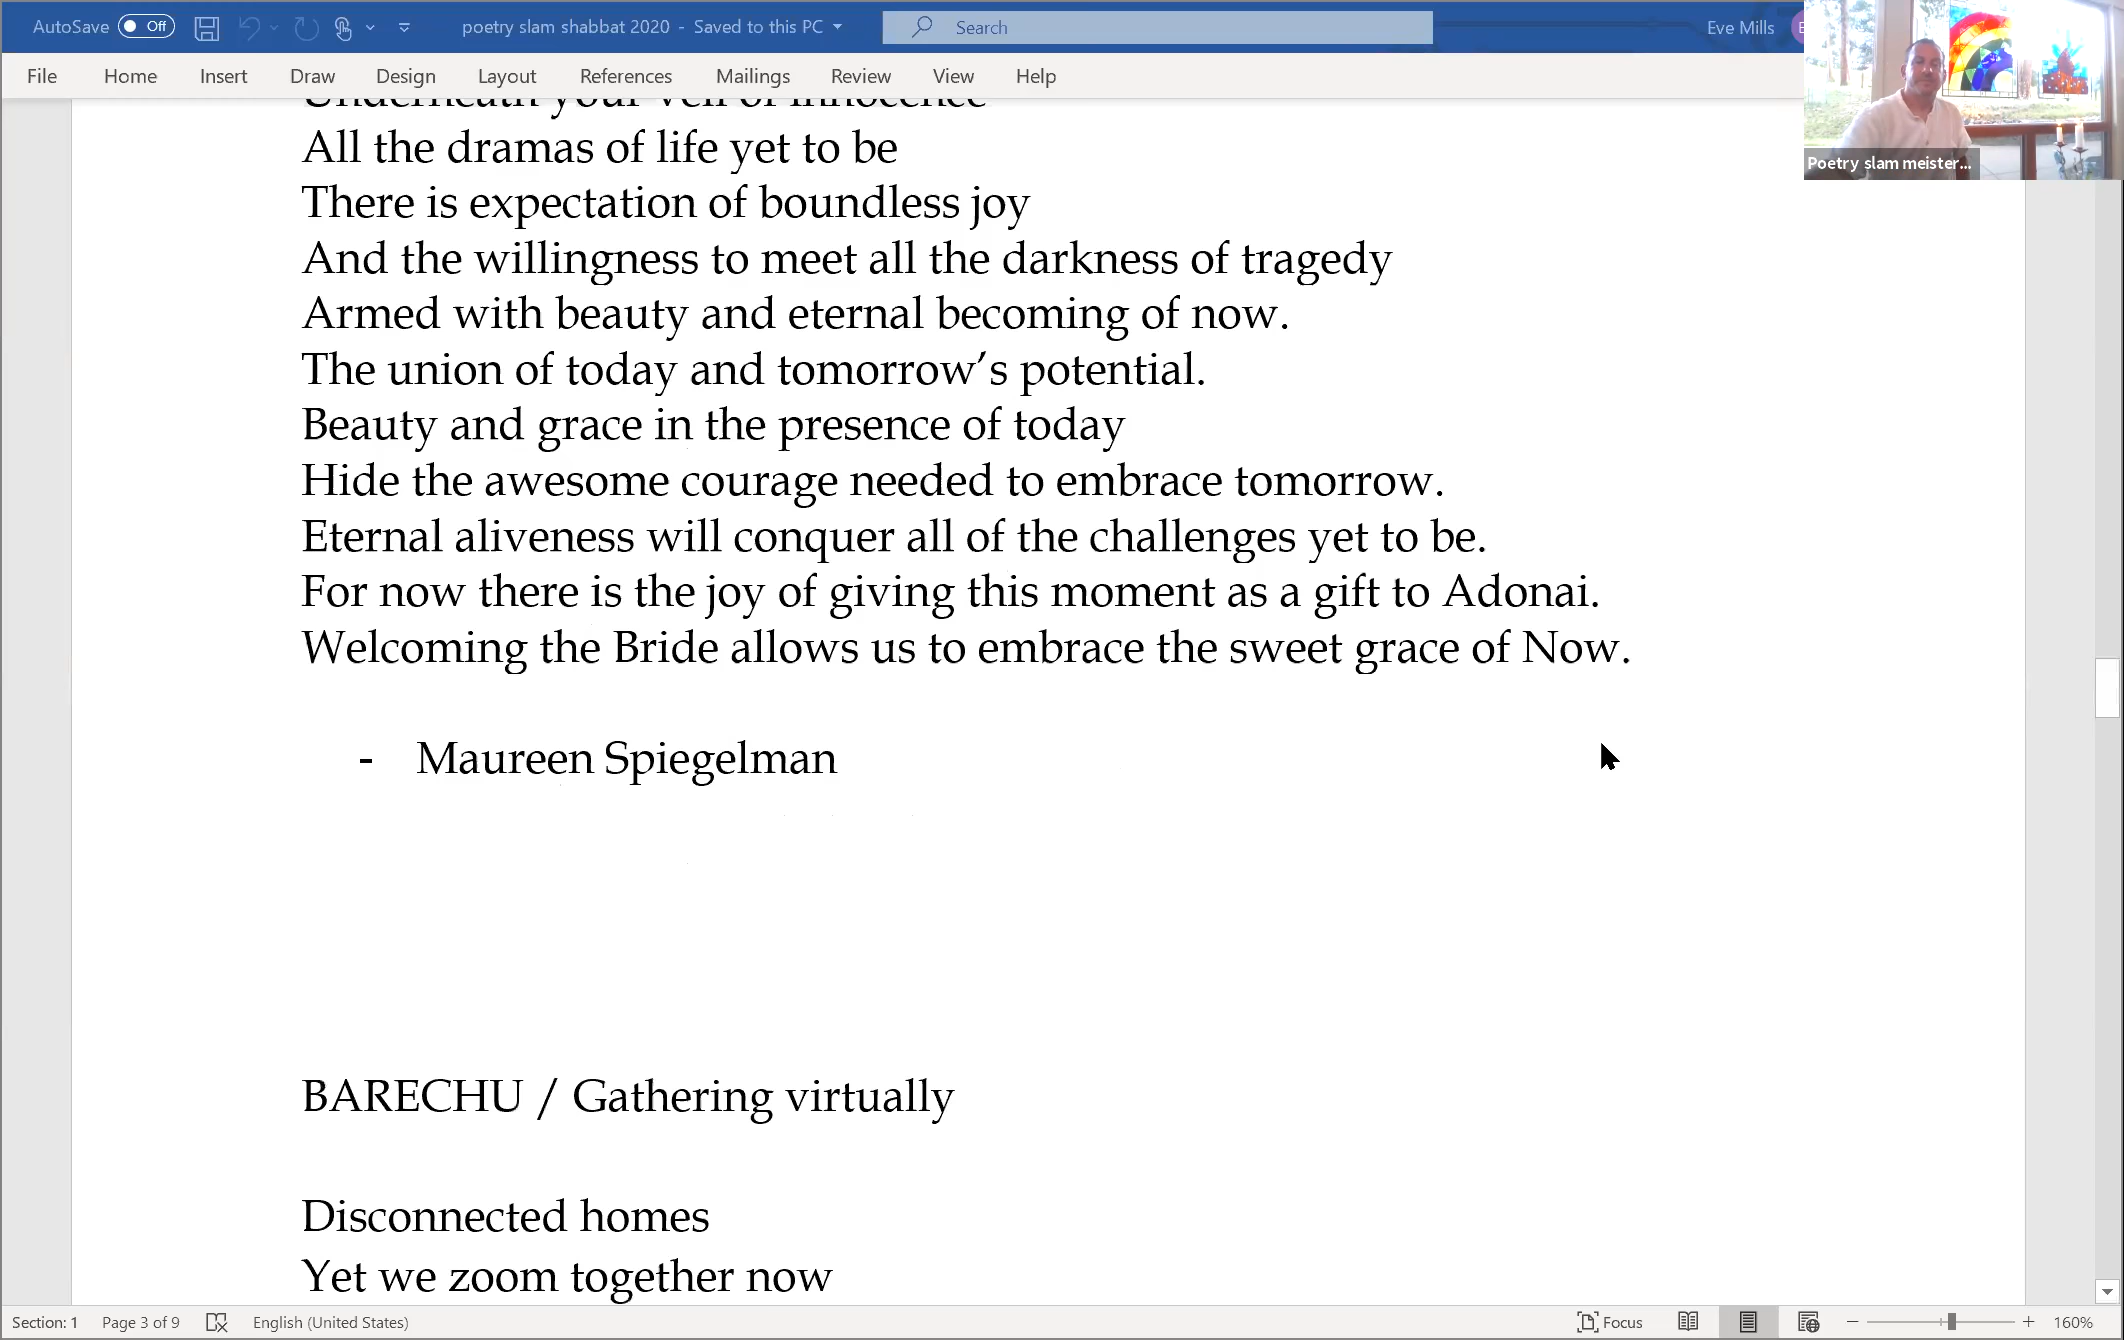 AutoSave Off poetry slam shabbat 2020 - Saved to this PC Search Eve Mills
File Home Insert Draw Design Layout References Mailings Review View Help
Poetry slam meister...
Underneath your veil of innocence
All the dramas of life yet to be
There is expectation of boundless joy
And the willingness to meet all the darkness of tragedy
Armed with beauty and eternal becoming of now.
The union of today and tomorrow’s potential.
Beauty and grace in the presence of today
Hide the awesome courage needed to embrace tomorrow.
Eternal aliveness will conquer all of the challenges yet to be.
For now there is the joy of giving this moment as a gift to Adonai.
Welcoming the Bride allows us to embrace the sweet grace of Now.
- Maureen Spiegelman
BARECHU / Gathering virtually
Disconnected homes
Yet we zoom together now
Section: 1 Page 3 of 9 English (United States) Focus 160%